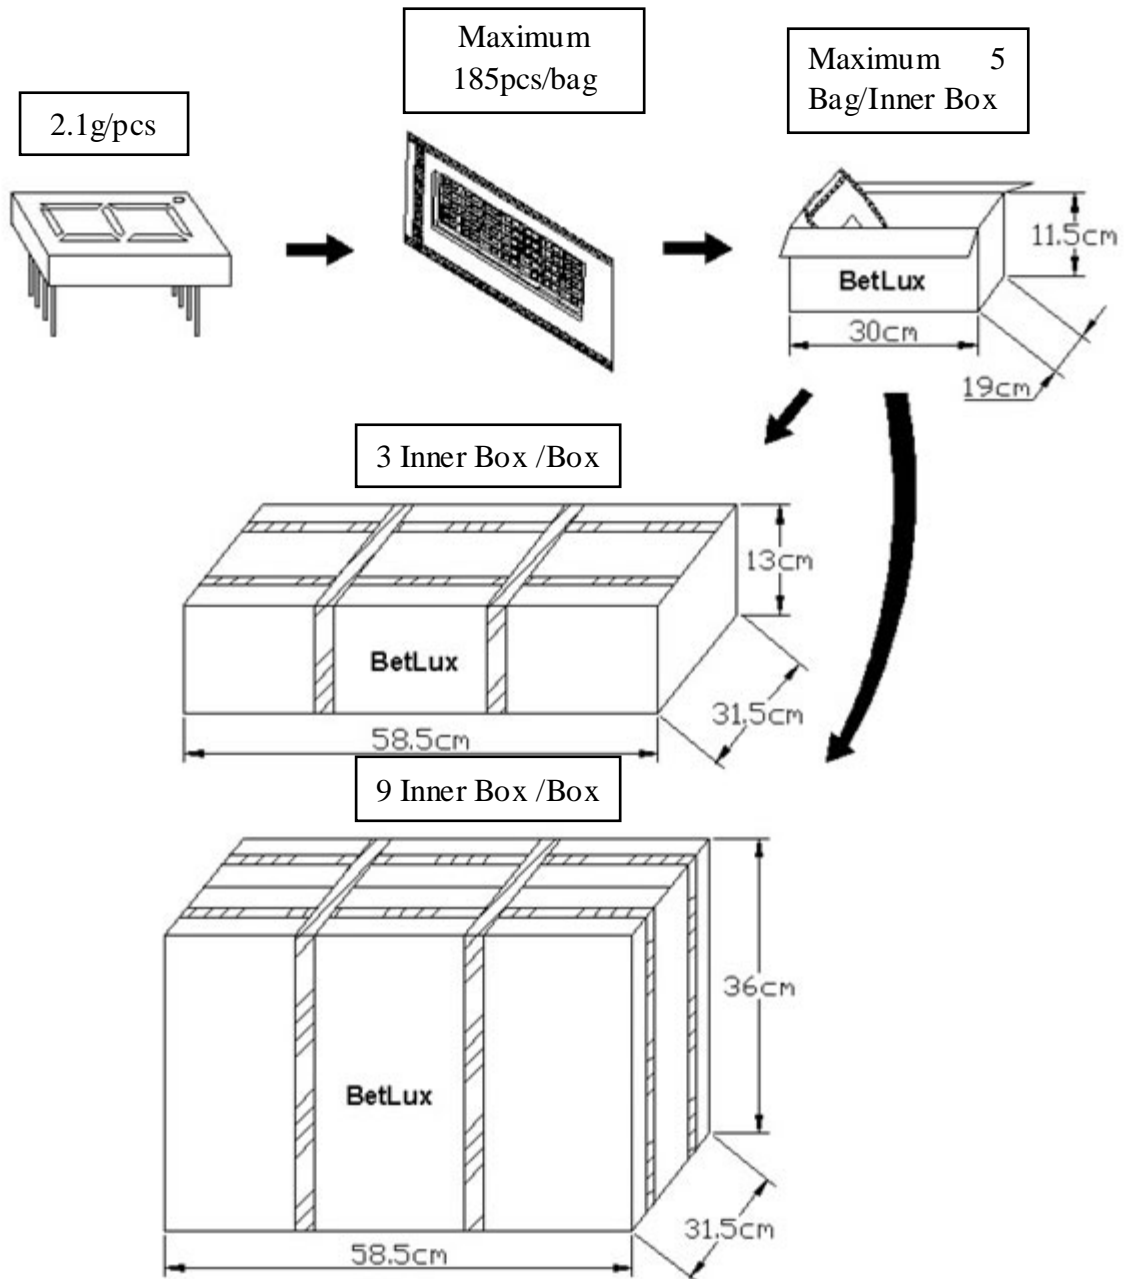 Maximum
185pcs/bag
Maximum 5
Bag/Inner Box
2.1g/pcs
11.5cm
BetLux
30cm
19cm
3 Inner Box /Box
13cm
BetLux
31.5cm
58.5cm
9 Inner Box /Box
36cm
BetLux
31.5cm
58.5cm